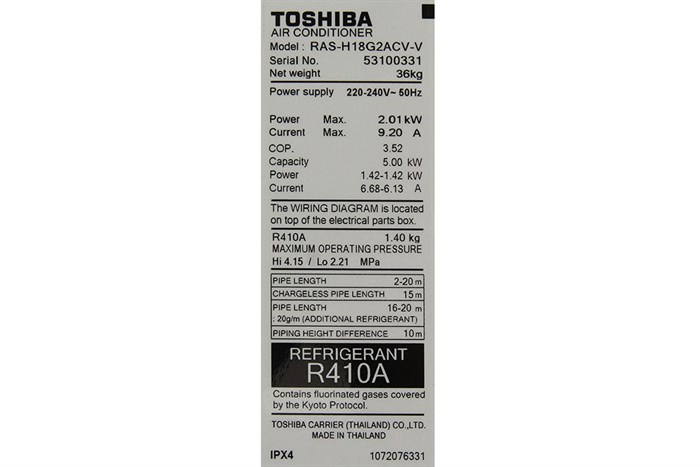 TOSHIBA
AIR CONDITIONER
Model : RAS-H18G2ACV-V
Serial No. 53100331
Net weight 36kg
Power supply 220-240V~ 50Hz
Power Max. 2.01 kW
Current Max. 9.20 A
COP. 3.52
Capacity 5.00 kW
Power 1.42-1.42 kW
Current 6.68-6.13 A
The WIRING DIAGRAM is located
on top of the electrical parts box.
R410A 1.40 kg
MAXIMUM OPERATING PRESSURE
Hi 4.15 / Lo 2.21 MPa
PIPE LENGTH 2-20 m
CHARGELESS PIPE LENGTH 15 m
PIPE LENGTH 16-20 m
: 20g/m (ADDITIONAL REFRIGERANT)
PIPING HEIGHT DIFFERENCE 10 m
REFRIGERANT
R410A
Contains fluorinated gases covered
by the Kyoto Protocol.
TOSHIBA CARRIER (THAILAND) CO.,LTD.
MADE IN THAILAND
IPX4 1072076331